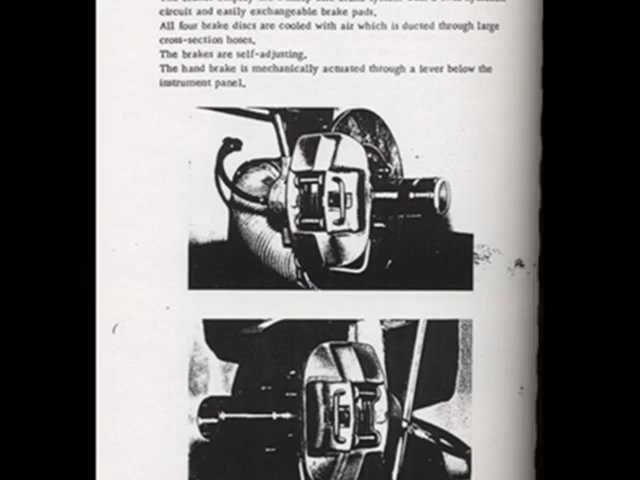 circuit and easily exchangeable brake pads.
All four brake discs are cooled with air which is ducted through large
cross-section hoses.
The brakes are self-adjusting.
The hand brake is mechanically actuated through a lever below the
instrument panel.